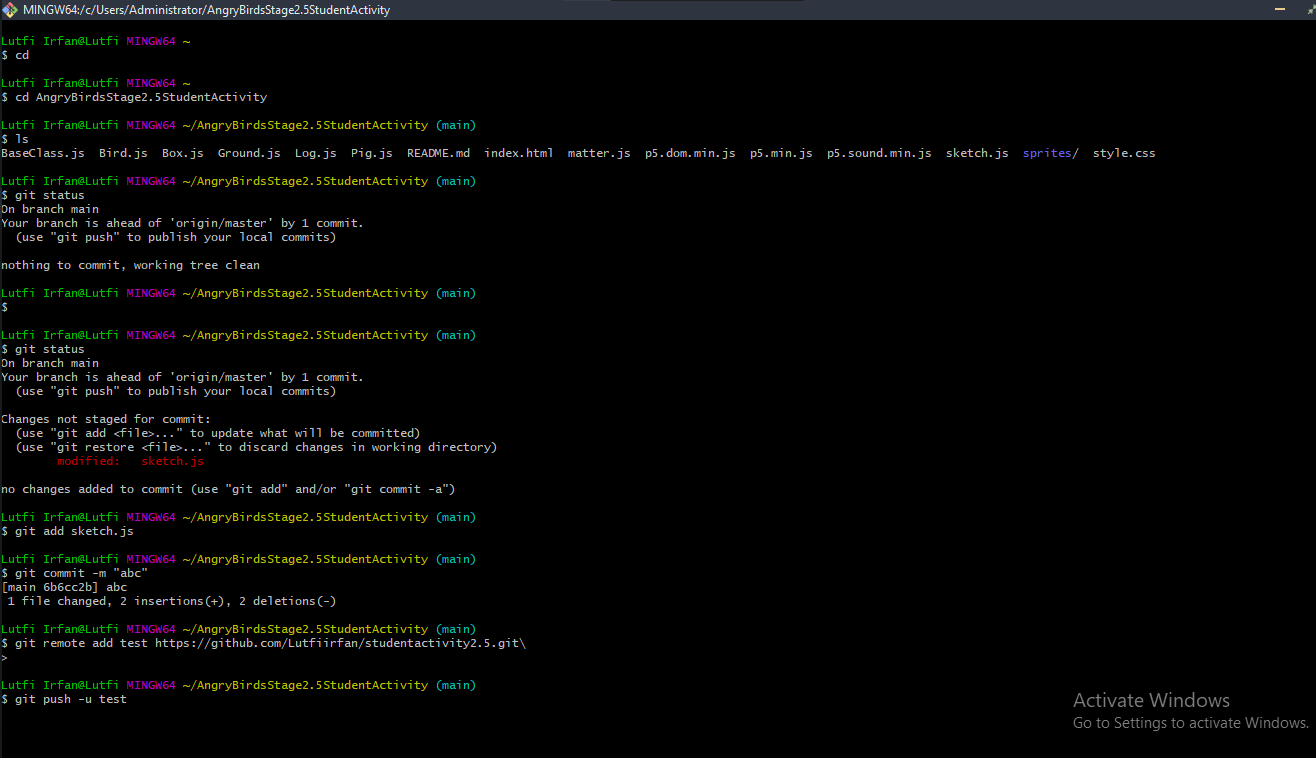 MINGW64:/c/Users/Administrator/AngryBirdsStage2.5StudentActivity
Lutfi Irfan@Lutfi MINGW64 ~
$ cd
Lutfi Irfan@Lutfi MINGW64 ~
$ cd AngryBirdsStage2.5StudentActivity
Lutfi Irfan@Lutfi MINGW64 ~/AngryBirdsStage2.5StudentActivity (main)
$ ls
BaseClass.js  Bird.js  Box.js  Ground.js  Log.js  Pig.js  README.md  index.html  matter.js  p5.dom.min.js  p5.min.js  p5.sound.min.js  sketch.js  sprites/  style.css
Lutfi Irfan@Lutfi MINGW64 ~/AngryBirdsStage2.5StudentActivity (main)
$ git status
On branch main
Your branch is ahead of 'origin/master' by 1 commit.
  (use "git push" to publish your local commits)
nothing to commit, working tree clean
Lutfi Irfan@Lutfi MINGW64 ~/AngryBirdsStage2.5StudentActivity (main)
$
Lutfi Irfan@Lutfi MINGW64 ~/AngryBirdsStage2.5StudentActivity (main)
$ git status
On branch main
Your branch is ahead of 'origin/master' by 1 commit.
  (use "git push" to publish your local commits)
Changes not staged for commit:
  (use "git add <file>..." to update what will be committed)
  (use "git restore <file>..." to discard changes in working directory)
        modified:   sketch.js
no changes added to commit (use "git add" and/or "git commit -a")
Lutfi Irfan@Lutfi MINGW64 ~/AngryBirdsStage2.5StudentActivity (main)
$ git add sketch.js
Lutfi Irfan@Lutfi MINGW64 ~/AngryBirdsStage2.5StudentActivity (main)
$ git commit -m "abc"
[main 6b6cc2b] abc
 1 file changed, 2 insertions(+), 2 deletions(-)
Lutfi Irfan@Lutfi MINGW64 ~/AngryBirdsStage2.5StudentActivity (main)
$ git remote add test https://github.com/Lutfiirfan/studentactivity2.5.git\
>
Lutfi Irfan@Lutfi MINGW64 ~/AngryBirdsStage2.5StudentActivity (main)
$ git push -u test
Activate Windows
Go to Settings to activate Windows.